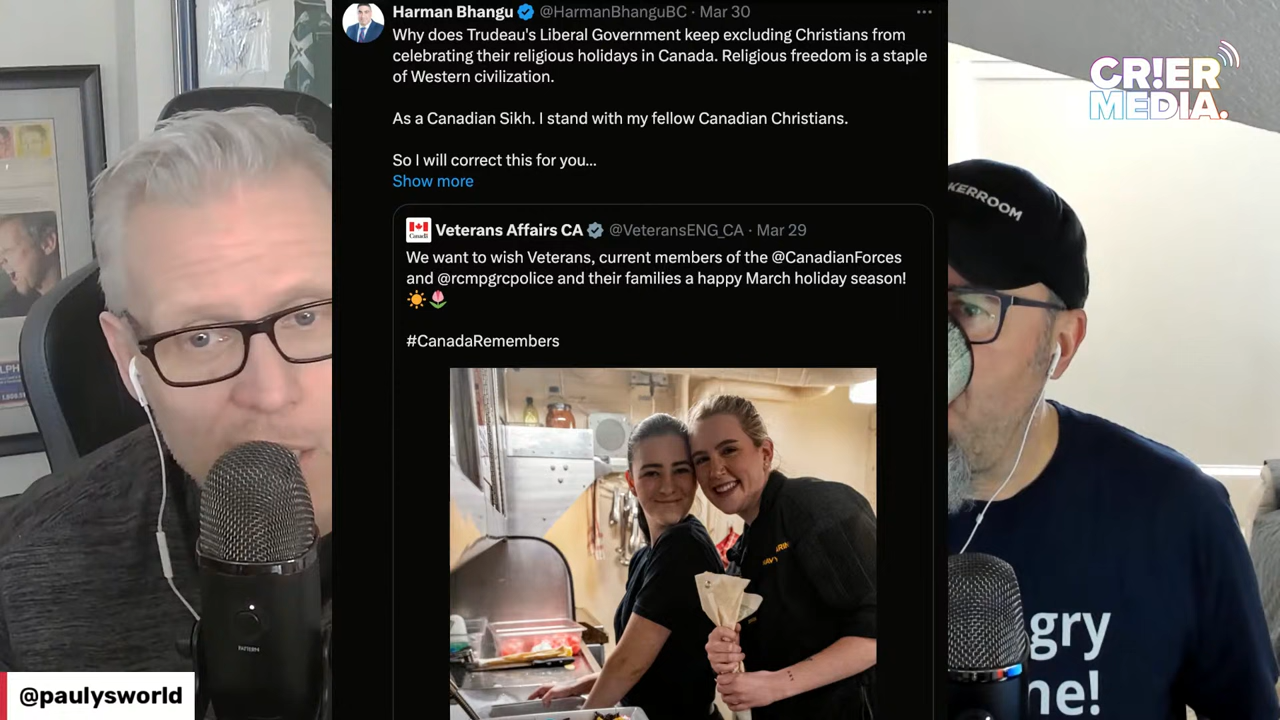 Harman Bhangu @HarmanBhanguBC · Mar 30
Why does Trudeau's Liberal Government keep excluding Christians from
celebrating their religious holidays in Canada. Religious freedom is a staple
of Western civilization.
As a Canadian Sikh. I stand with my fellow Canadian Christians.
So I will correct this for you...
Show more
Canada
Veterans Affairs CA @VeteransENG_CA · Mar 29
We want to wish Veterans, current members of the @CanadianForces
and @rcmpgrcpolice and their families a happy March holiday season!
☀️🌷
#CanadaRemembers
CR!ER
MEDIA.
KERROOM
gry
ne!
@paulysworld